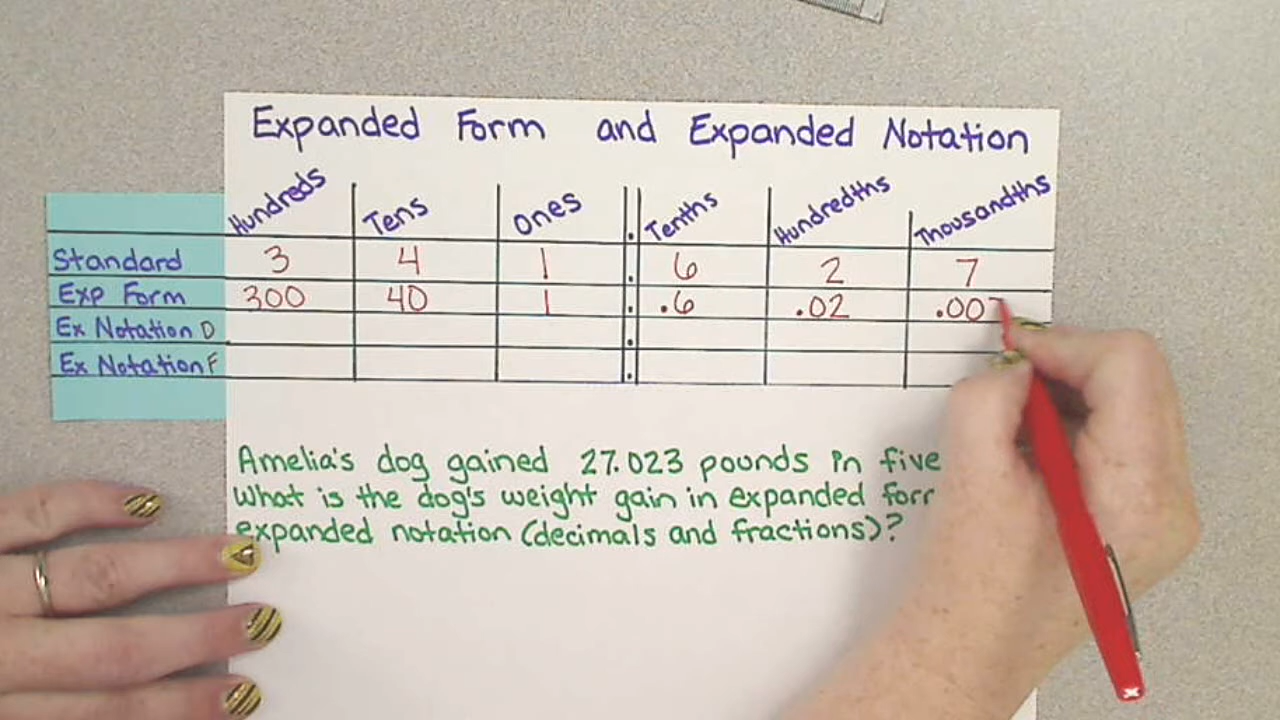 Expanded Form and Expanded Notation
Hundreds Tens Ones . Tenths Hundredths Thousandths
Standard 3 4 1 . 6 2 7
Exp Form 300 40 1 . .6 .02 .007
Ex Notation D .
Ex Notation F .
Amelia's dog gained 27.023 pounds in five
What is the dog's weight gain in expanded
expanded notation (decimals and fractions)?